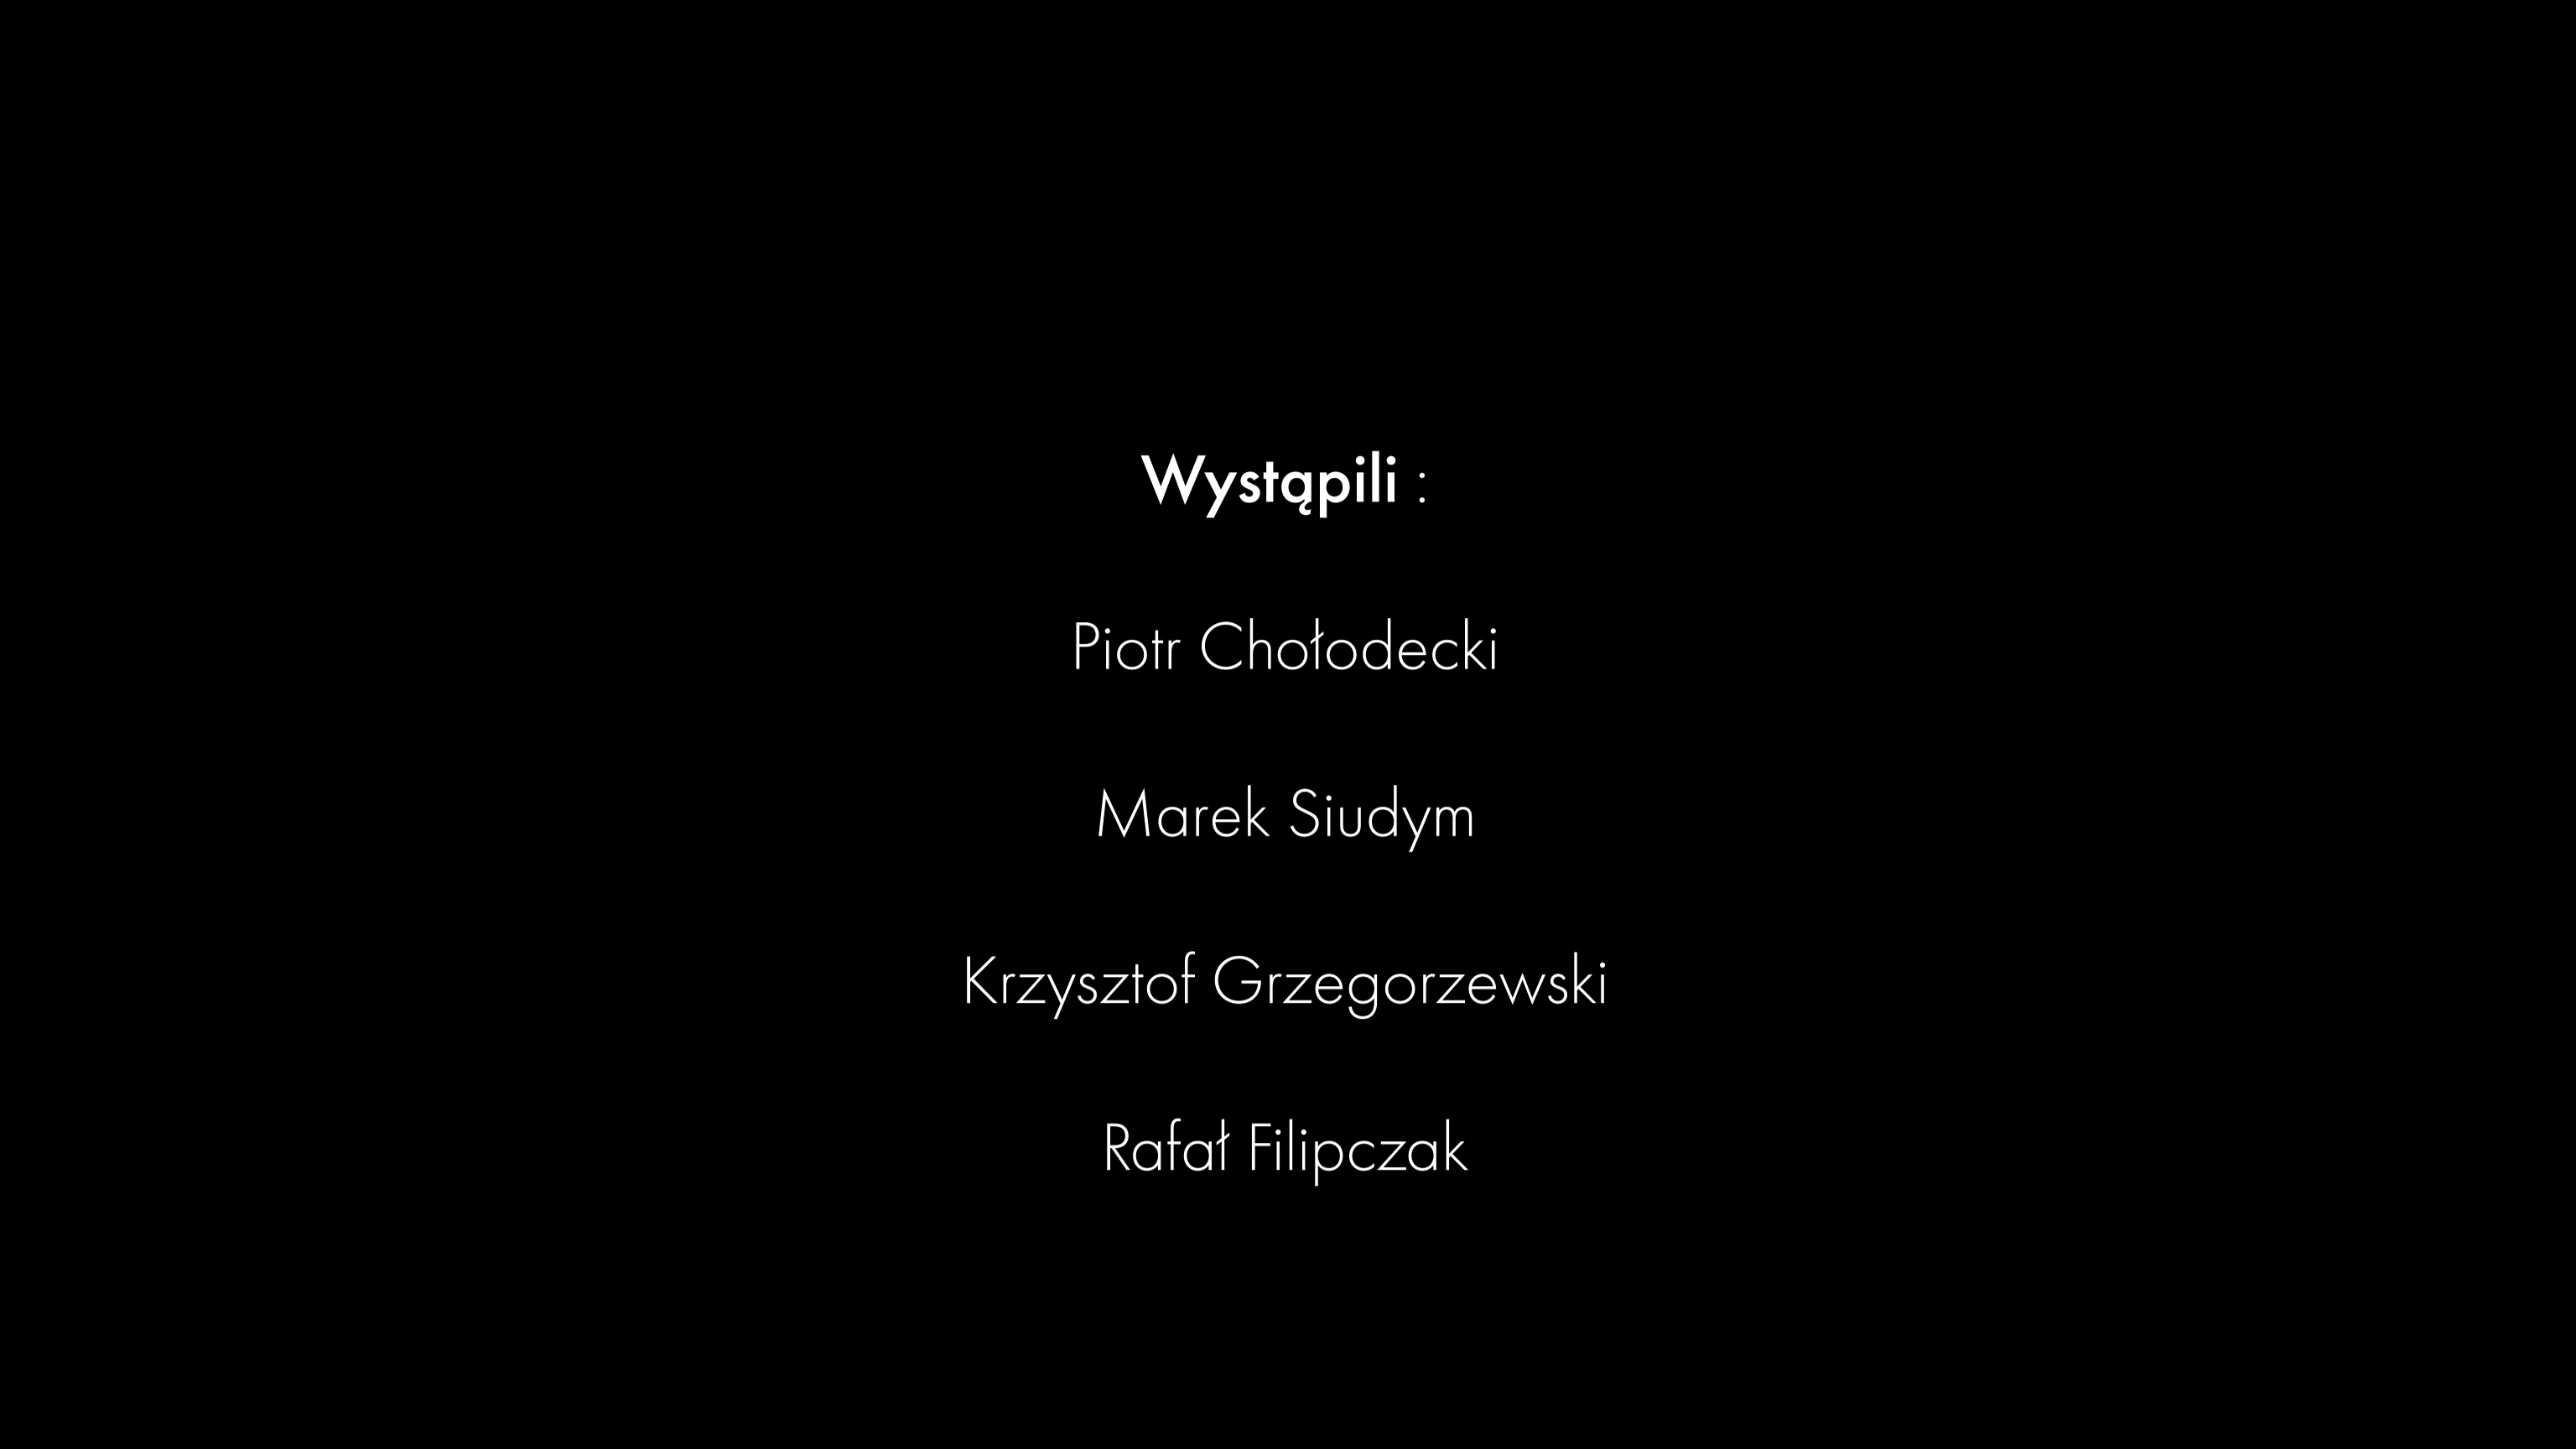 Wystąpili :
Piotr Chołodecki
Marek Siudym
Krzysztof Grzegorzewski
Rafał Filipczak